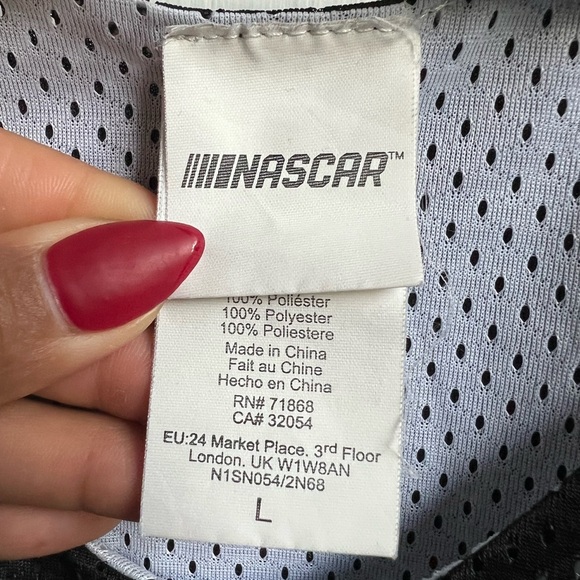 NASCAR™
100% Poliéster
100% Polyester
100% Poliestere
Made in China
Fait au Chine
Hecho en China
RN# 71868
CA# 32054
EU:24 Market Place, 3rd Floor
London, UK W1W8AN
N1SN054/2N68
L